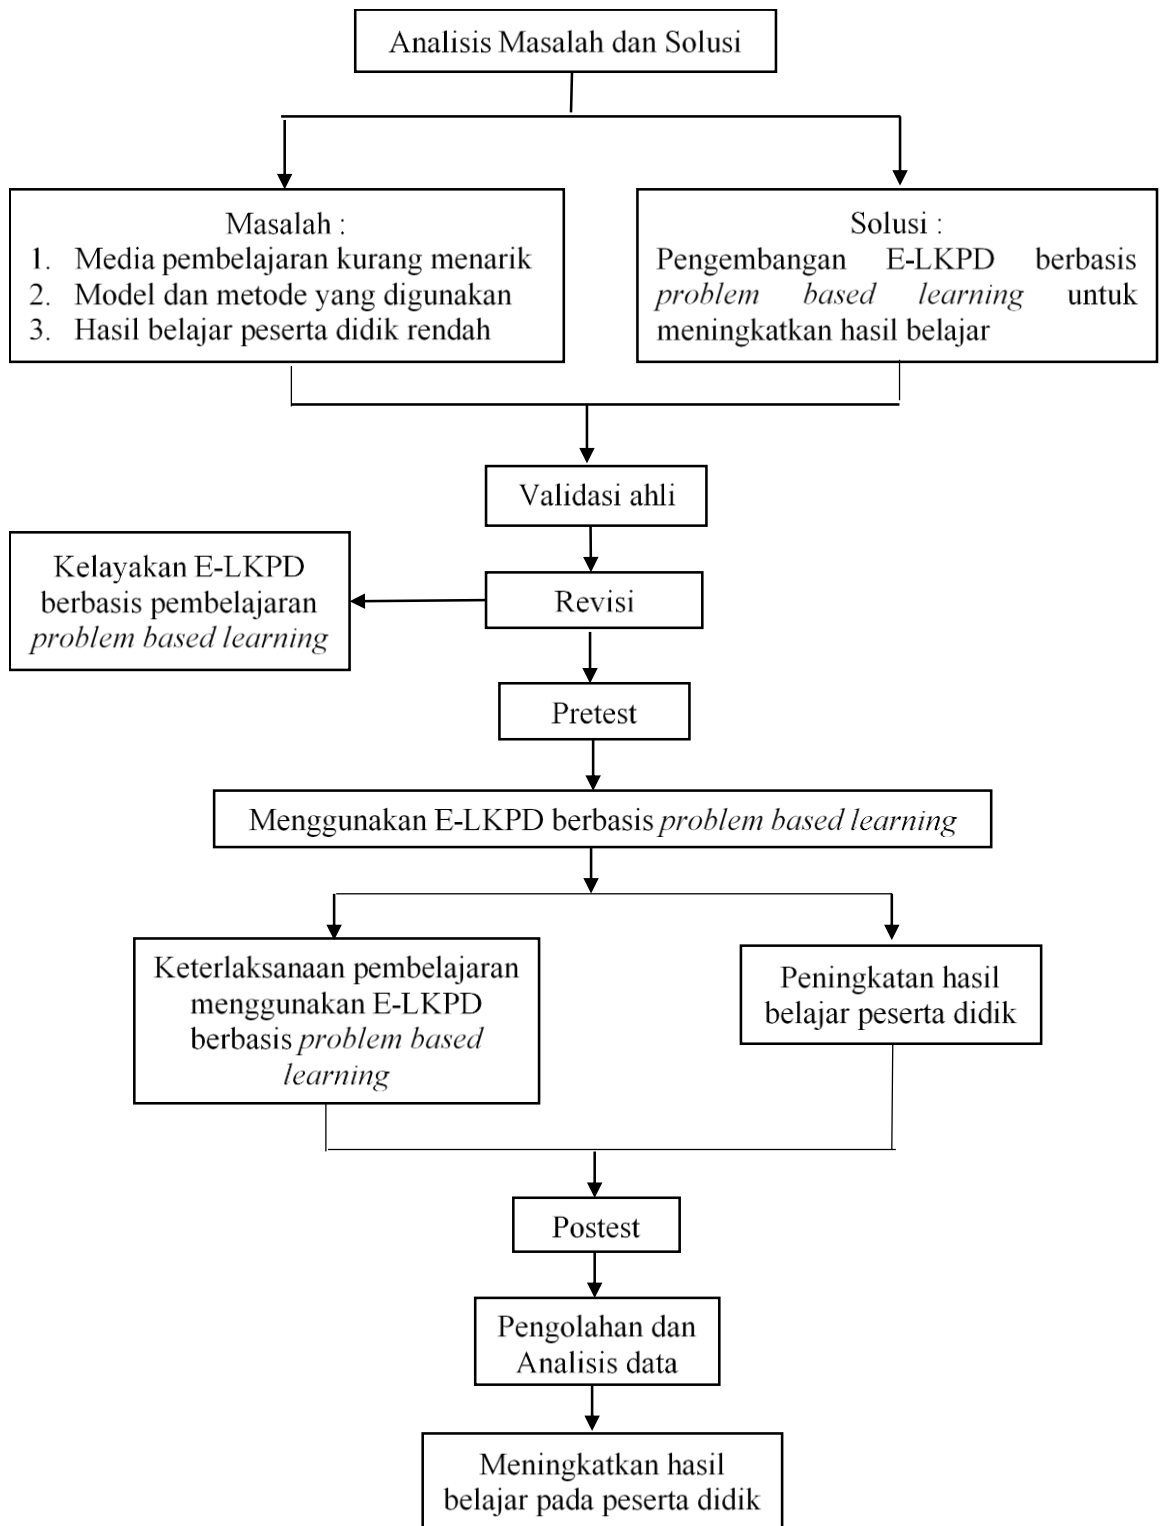 Analisis Masalah dan Solusi
Masalah :
1. Media pembelajaran kurang menarik
2. Model dan metode yang digunakan
3. Hasil belajar peserta didik rendah
Solusi :
Pengembangan E-LKPD berbasis
problem based learning untuk
meningkatkan hasil belajar
Validasi ahli
Kelayakan E-LKPD
berbasis pembelajaran
problem based learning
Revisi
Pretest
Menggunakan E-LKPD berbasis problem based learning
Keterlaksanaan pembelajaran
menggunakan E-LKPD
berbasis problem based
learning
Peningkatan hasil
belajar peserta didik
Postest
Pengolahan dan
Analisis data
Meningkatkan hasil
belajar pada peserta didik